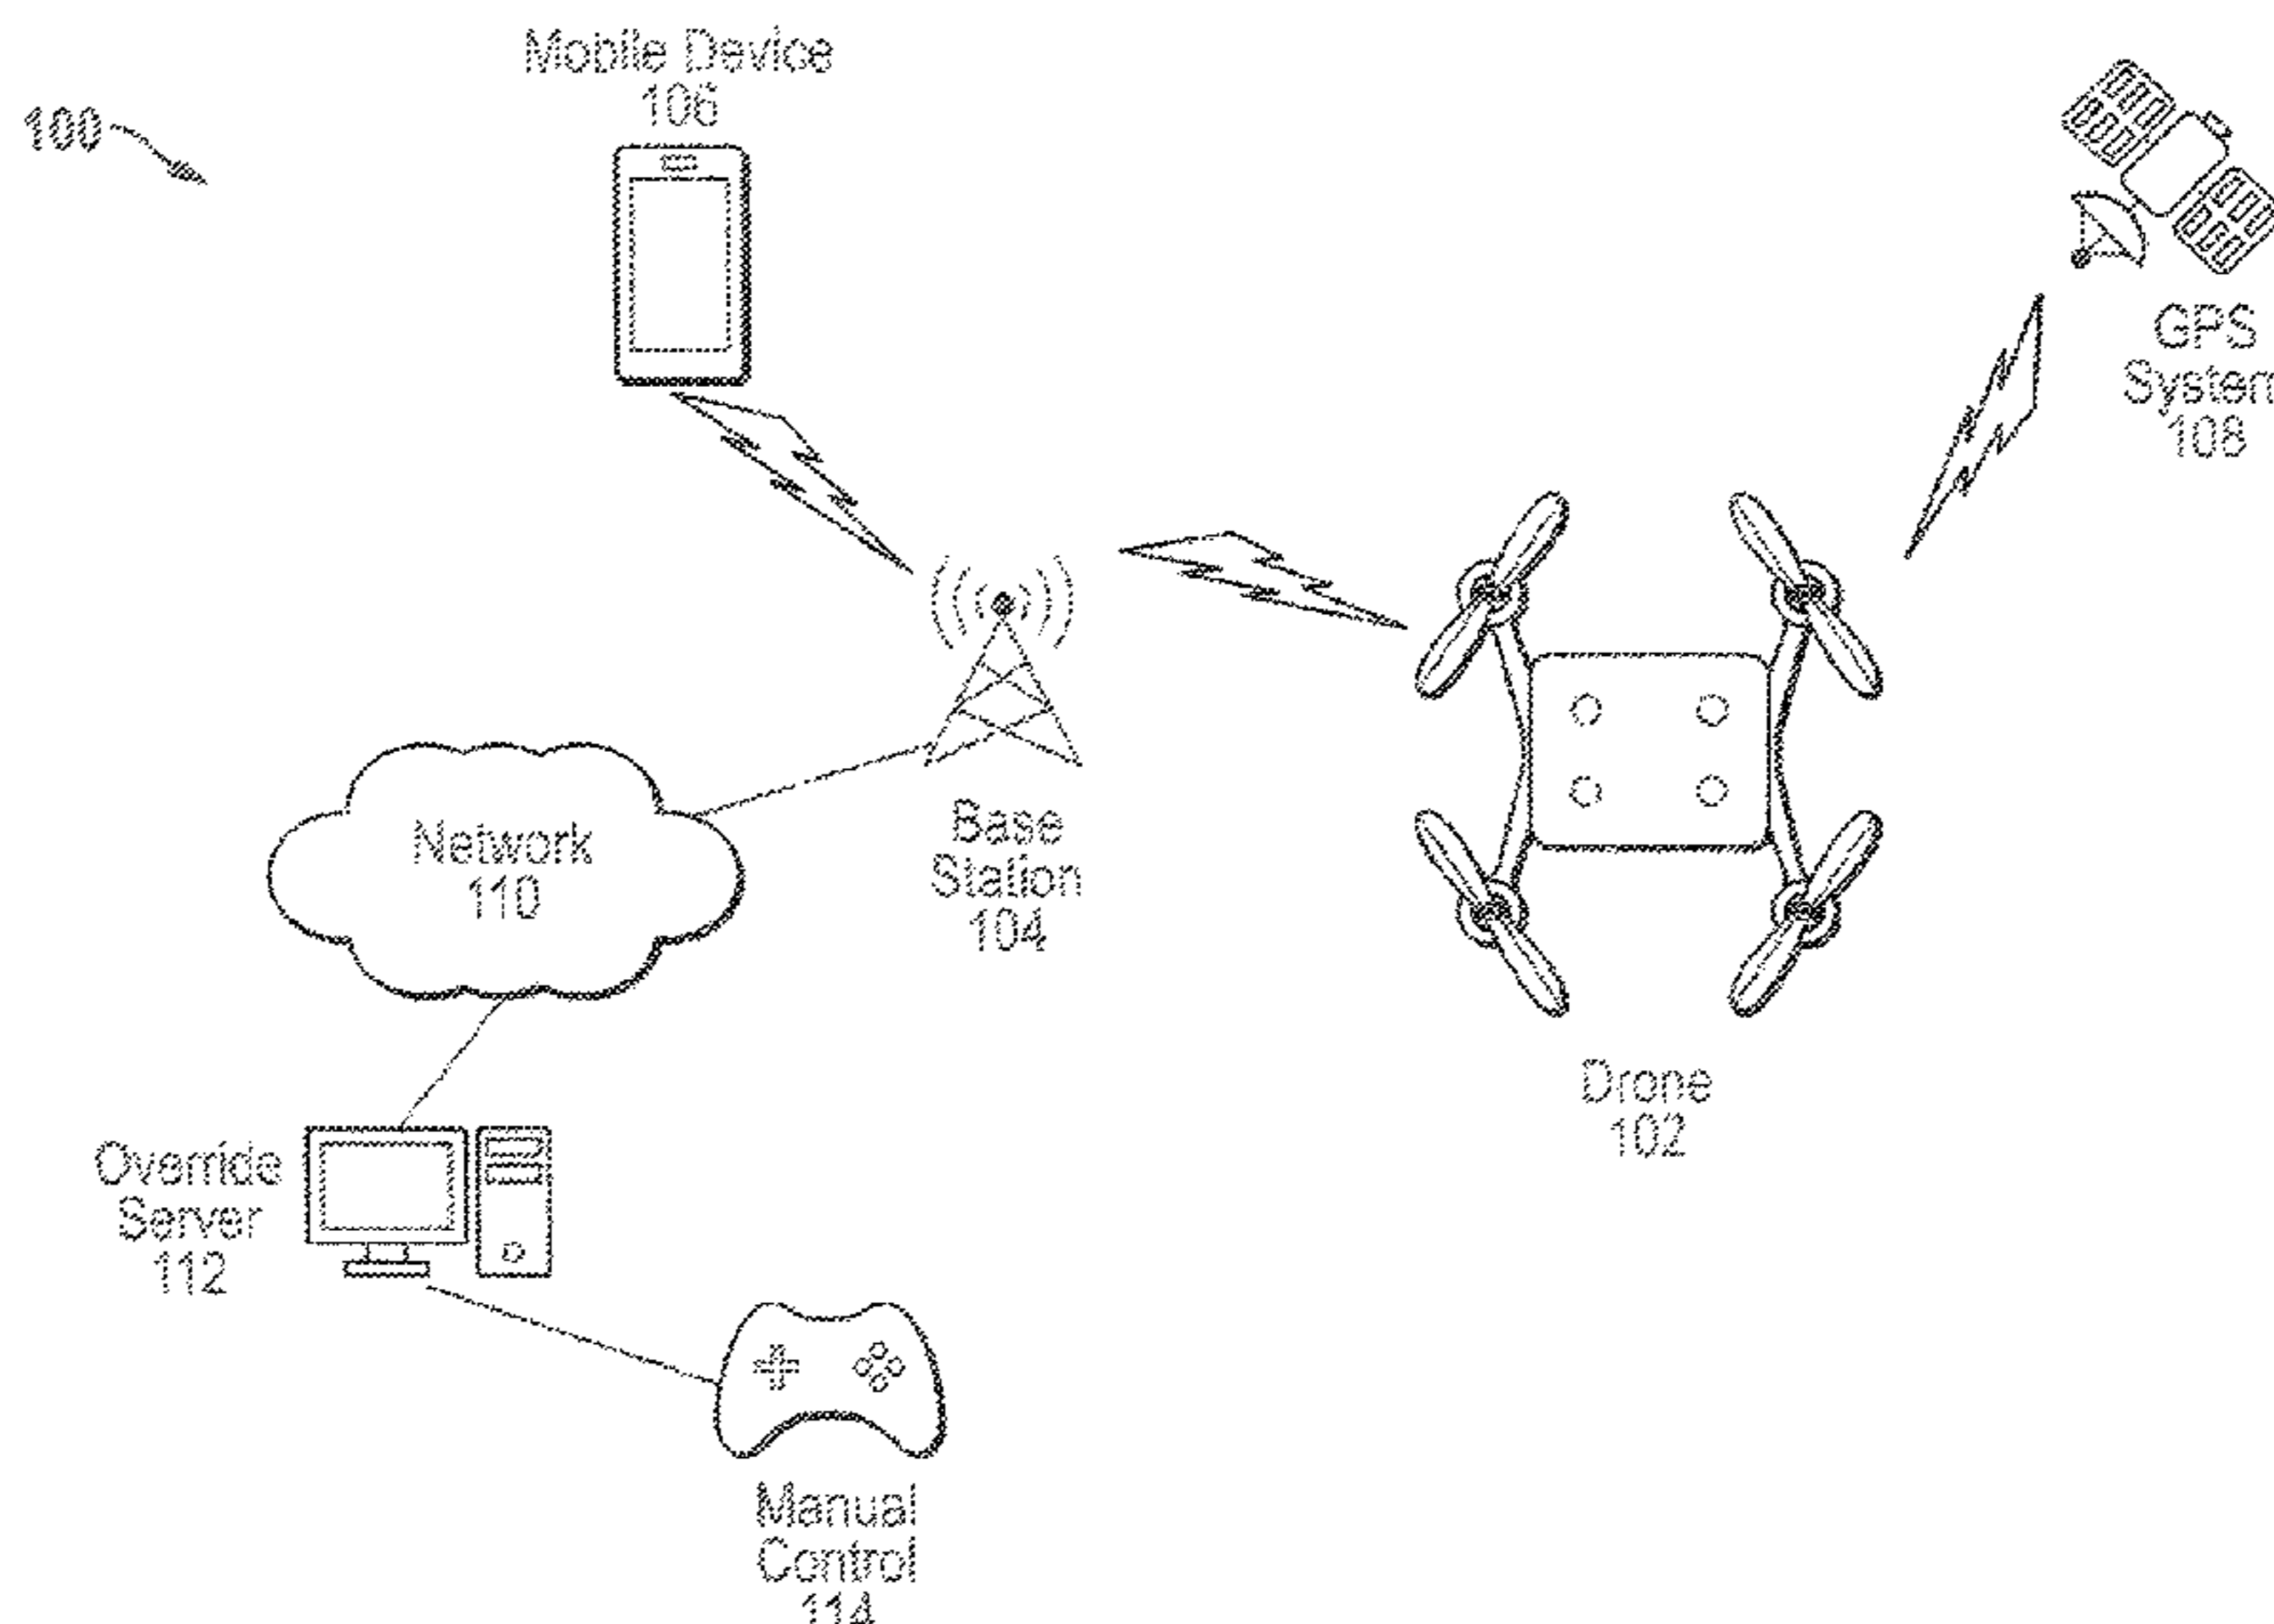 Mobile Device
106
100
GPS
System
108
Network
110
Base
Station
104
Drone
102
Override
Server
112
Manual
Control
114